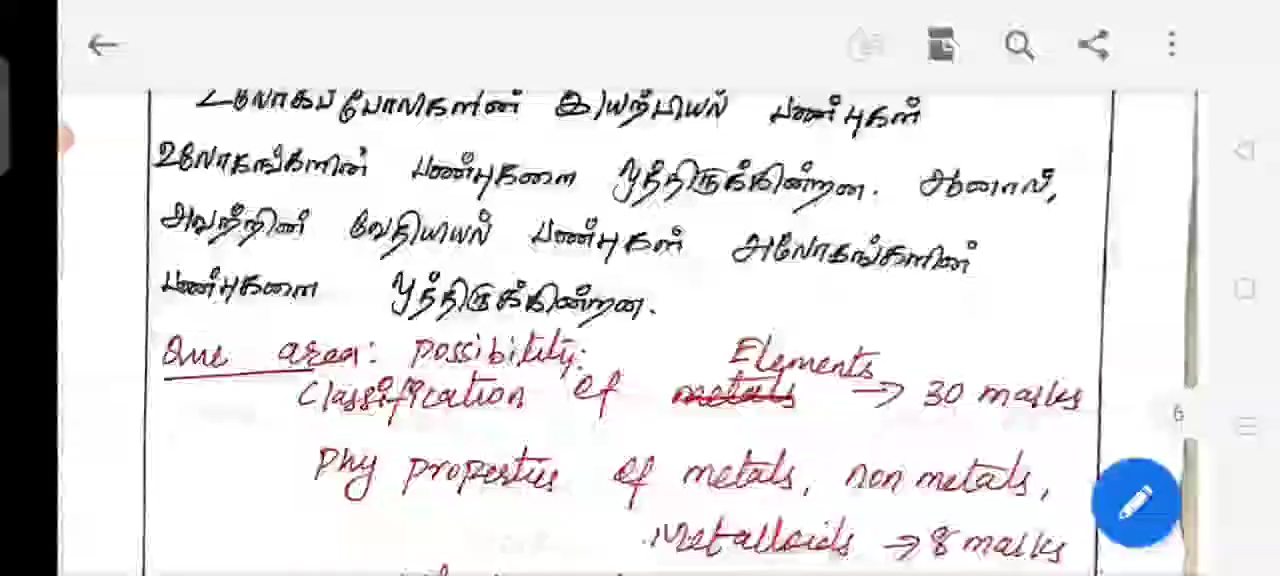 உலோகப்போலிகளின் இயற்பியல் பண்புகள்
உலோகங்களின் பண்புகளை ஒத்திருக்கின்றன. ஆனால்,
அவற்றின் வேதியியல் பண்புகள் அலோகங்களின்
பண்புகளை ஒத்திருக்கின்றன.
Que area: Possibility:
Elements
Classification of metals → 30 marks
6
Phy properties of metals, non metals,
Metalloids → 8 marks